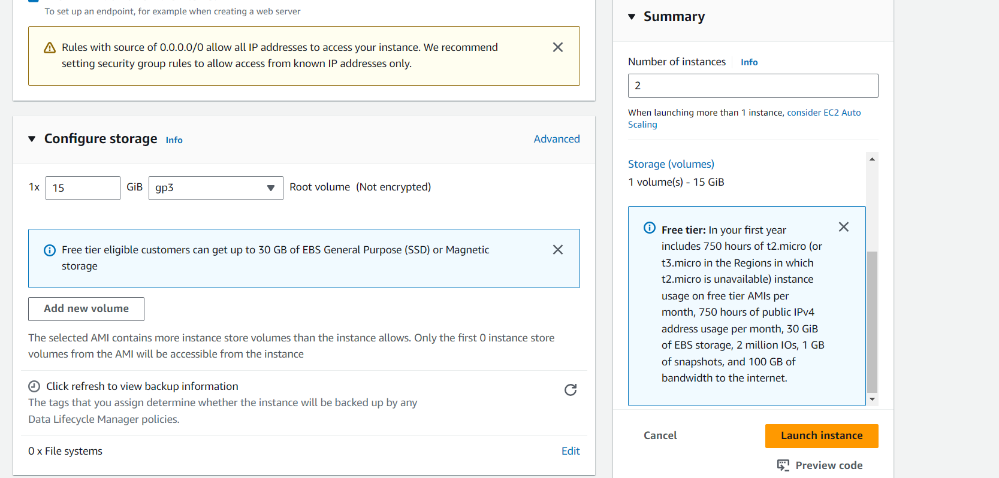 To set up an endpoint, for example when creating a web server
Rules with source of 0.0.0.0/0 allow all IP addresses to access your instance. We recommend
setting security group rules to allow access from known IP addresses only.
Configure storage Info
Advanced
1x 15 GiB gp3 Root volume (Not encrypted)
Free tier eligible customers can get up to 30 GB of EBS General Purpose (SSD) or Magnetic
storage
Add new volume
The selected AMI contains more instance store volumes than the instance allows. Only the first 0 instance store
volumes from the AMI will be accessible from the instance
Click refresh to view backup information
The tags that you assign determine whether the instance will be backed up by any
Data Lifecycle Manager policies.
0 x File systems
Edit
Summary
Number of instances Info
2
When launching more than 1 instance, consider EC2 Auto
Scaling
Storage (volumes)
1 volume(s) - 15 GiB
Free tier: In your first year
includes 750 hours of t2.micro (or
t3.micro in the Regions in which
t2.micro is unavailable) instance
usage on free tier AMIs per
month, 750 hours of public IPv4
address usage per month, 30 GiB
of EBS storage, 2 million IOs, 1 GB
of snapshots, and 100 GB of
bandwidth to the internet.
Cancel
Launch instance
Preview code